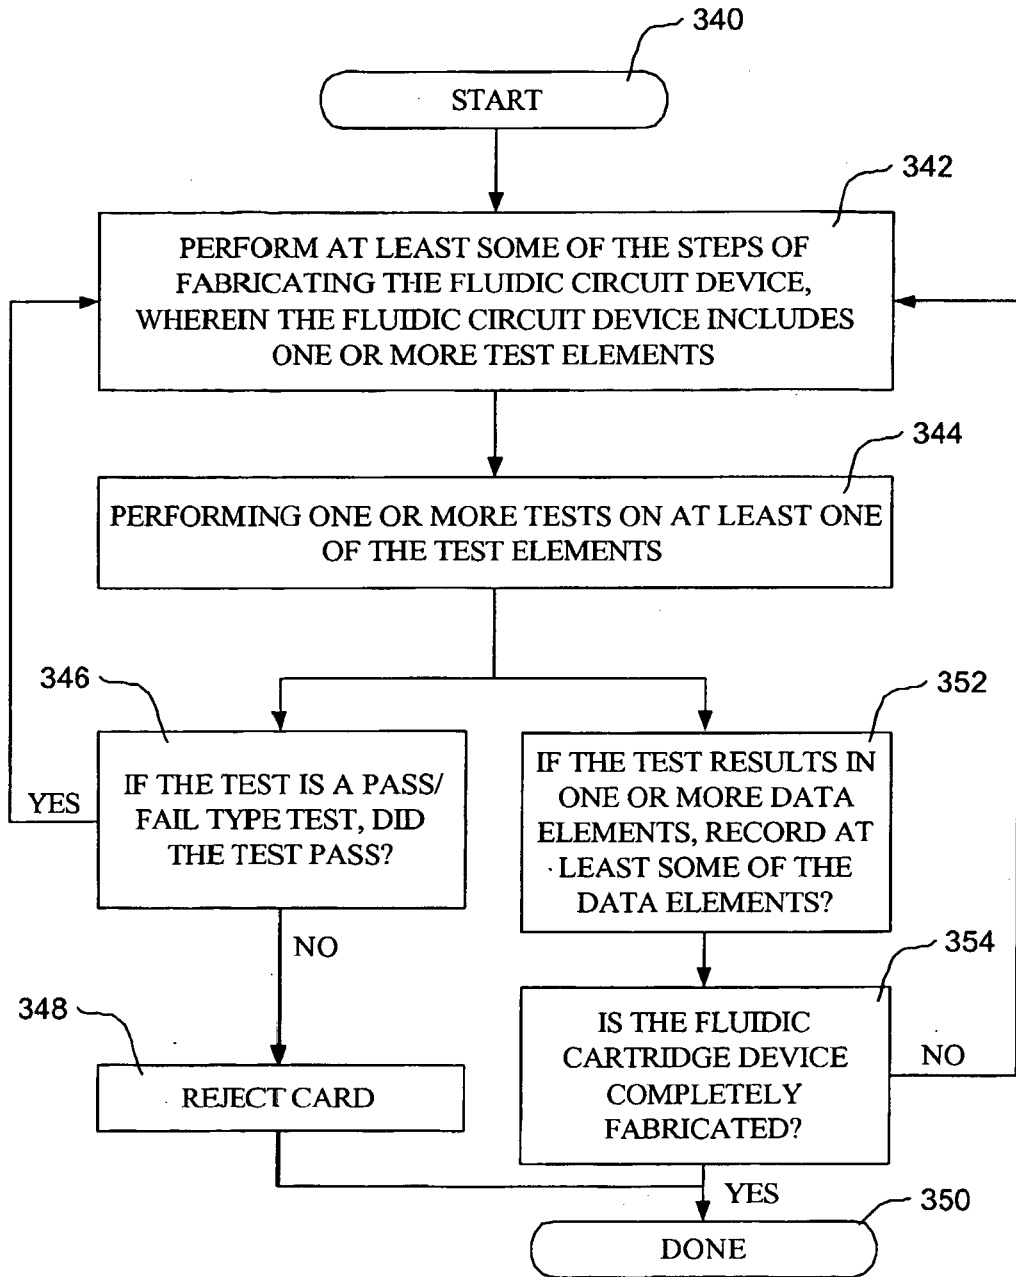 340
START
342
PERFORM AT LEAST SOME OF THE STEPS OF
FABRICATING THE FLUIDIC CIRCUIT DEVICE,
WHEREIN THE FLUIDIC CIRCUIT DEVICE INCLUDES
ONE OR MORE TEST ELEMENTS
344
PERFORMING ONE OR MORE TESTS ON AT LEAST ONE
OF THE TEST ELEMENTS
346
352
YES
IF THE TEST IS A PASS/
FAIL TYPE TEST, DID
THE TEST PASS?
IF THE TEST RESULTS IN
ONE OR MORE DATA
ELEMENTS, RECORD AT
LEAST SOME OF THE
DATA ELEMENTS?
NO
354
348
REJECT CARD
IS THE FLUIDIC
CARTRIDGE DEVICE
COMPLETELY
FABRICATED?
NO
YES
350
DONE